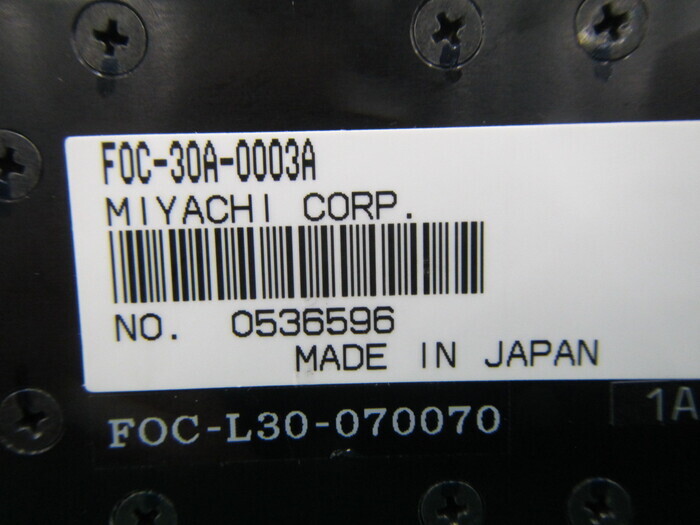 FOC-30A-0003A
MIYACHI CORP.
NO. 0536596
MADE IN JAPAN
FOC-L30-070070
1A